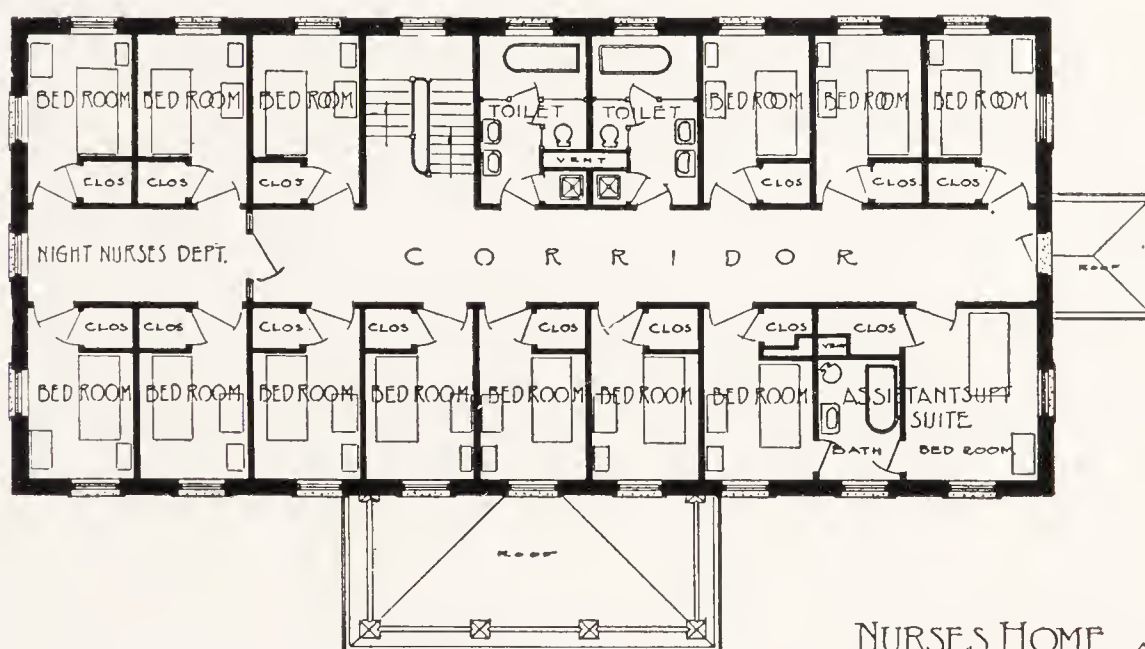 BED ROOM BED ROOM BED ROOM TOILET TOILET BED ROOM BED ROOM BED ROOM
VENT
CLOS CLOS CLOS CLOS CLOS. CLOS
NIGHT NURSES DEPT. CORRIDOR
ROOF
CLOS CLOS CLOS CLOS CLOS CLOS CLOS CLOS
VENT
BED ROOM BED ROOM BED ROOM BED ROOM BED ROOM BED ROOM BED ROOM ASSISTANT SUPT
SUITE
BATH BED ROOM
ROOF
NURSES HOME